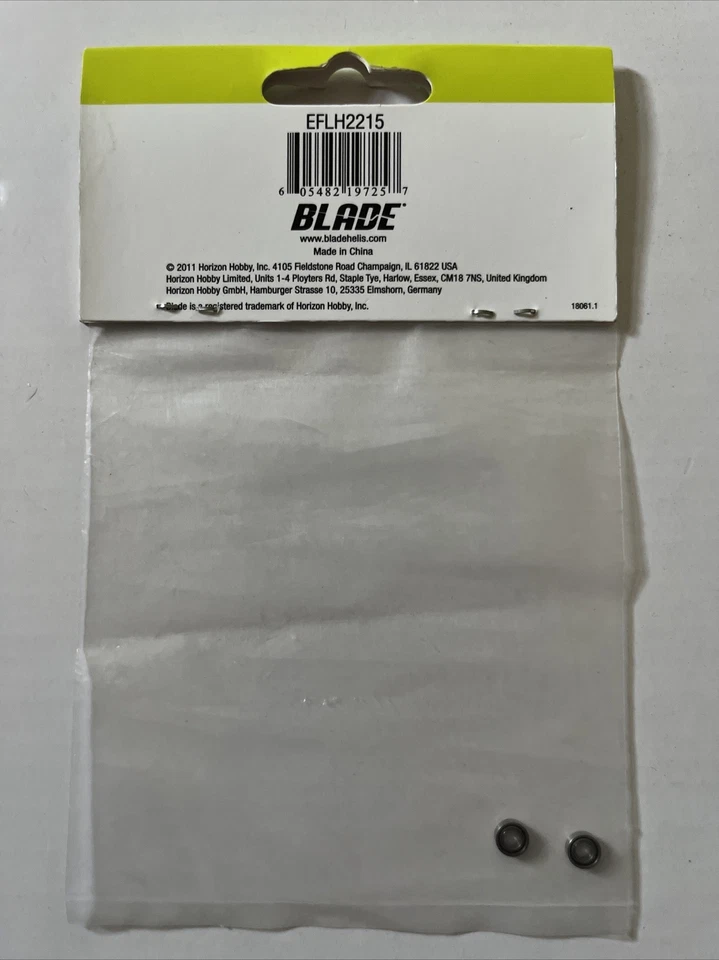 EFLH2215
6 05482 19725 7
BLADE™
www.bladehelis.com
Made in China
© 2011 Horizon Hobby, Inc. 4105 Fieldstone Road Champaign, IL 61822 USA
Horizon Hobby Limited, Units 1-4 Ployters Rd, Staple Tye, Harlow, Essex, CM18 7NS, United Kingdom
Horizon Hobby GmbH, Hamburger Strasse 10, 25335 Elmshorn, Germany
Blade is a registered trademark of Horizon Hobby, Inc.
18061.1